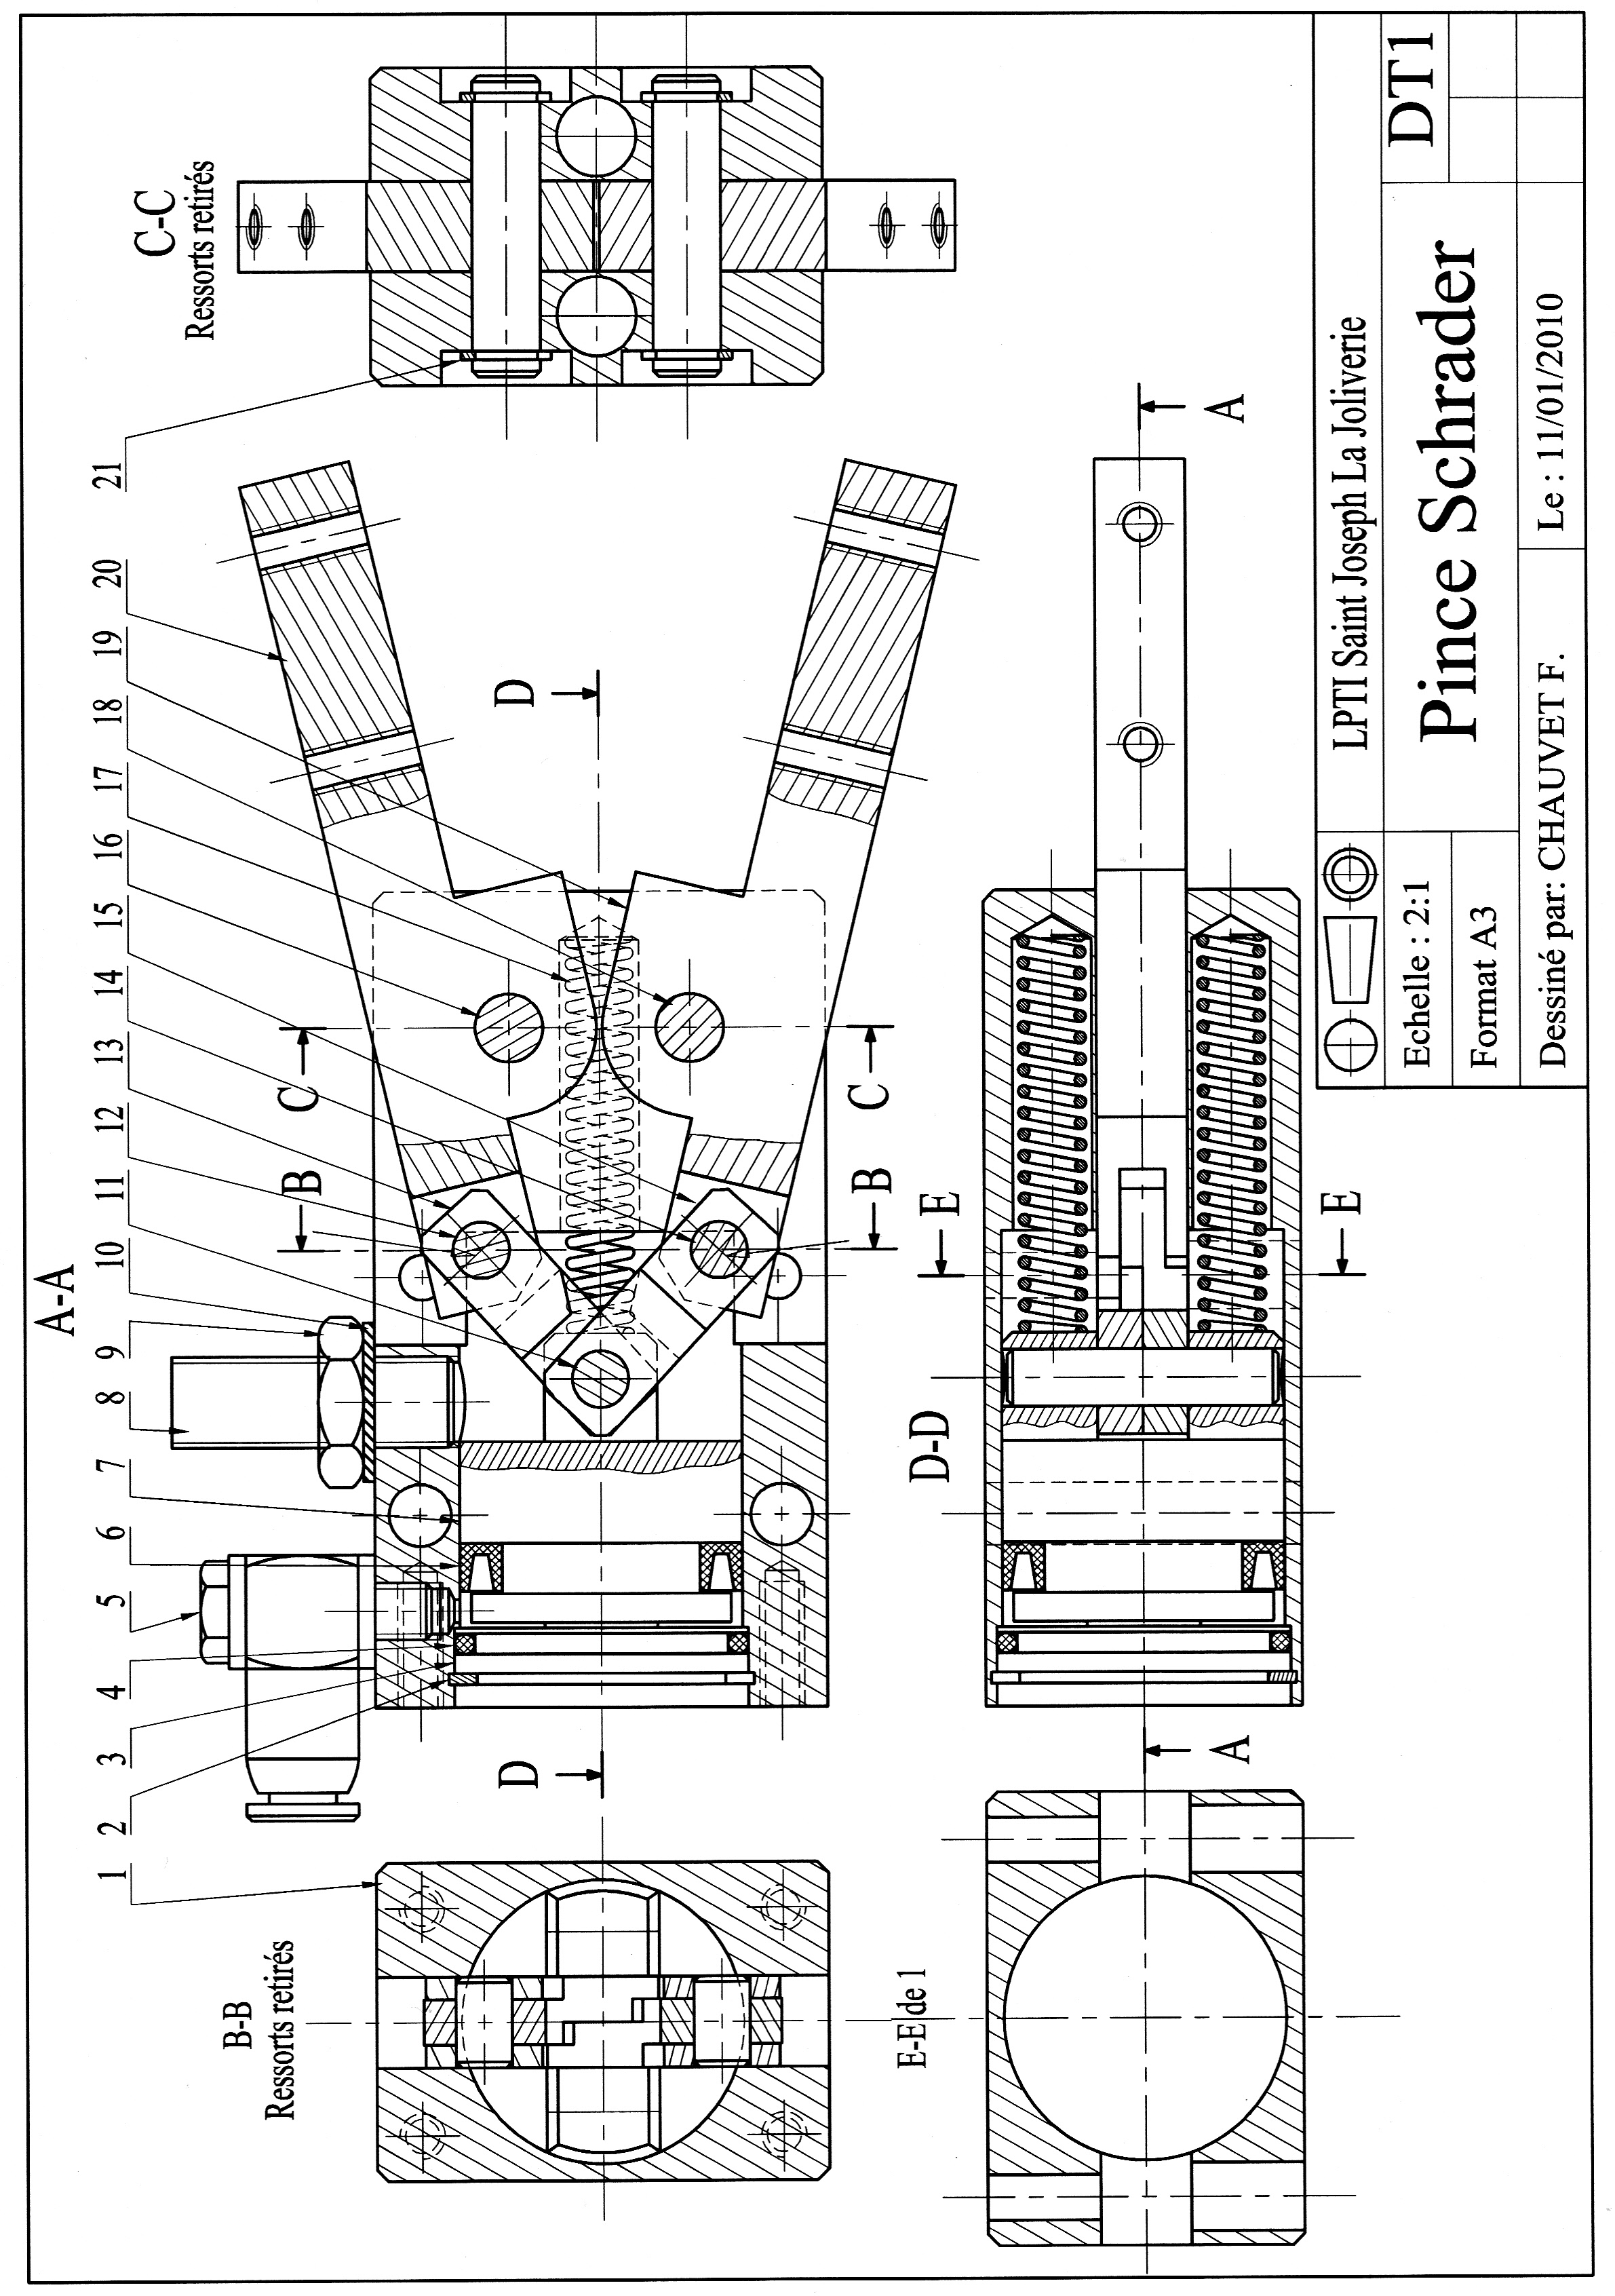 A-A
1
2
3
4
5
6
7
8
9
10
11
12
13
14
15
16
17
18
19
20
21
B-B
Ressorts retirés
C-C
Ressorts retirés
B
B
C
C
D
D
D-D
E
E
A
A
E-E de 1
LPTI Saint Joseph La Joliverie
Echelle : 2:1
Pince Schrader
DT1
Format A3
Dessiné par: CHAUVET F.
Le : 11/01/2010